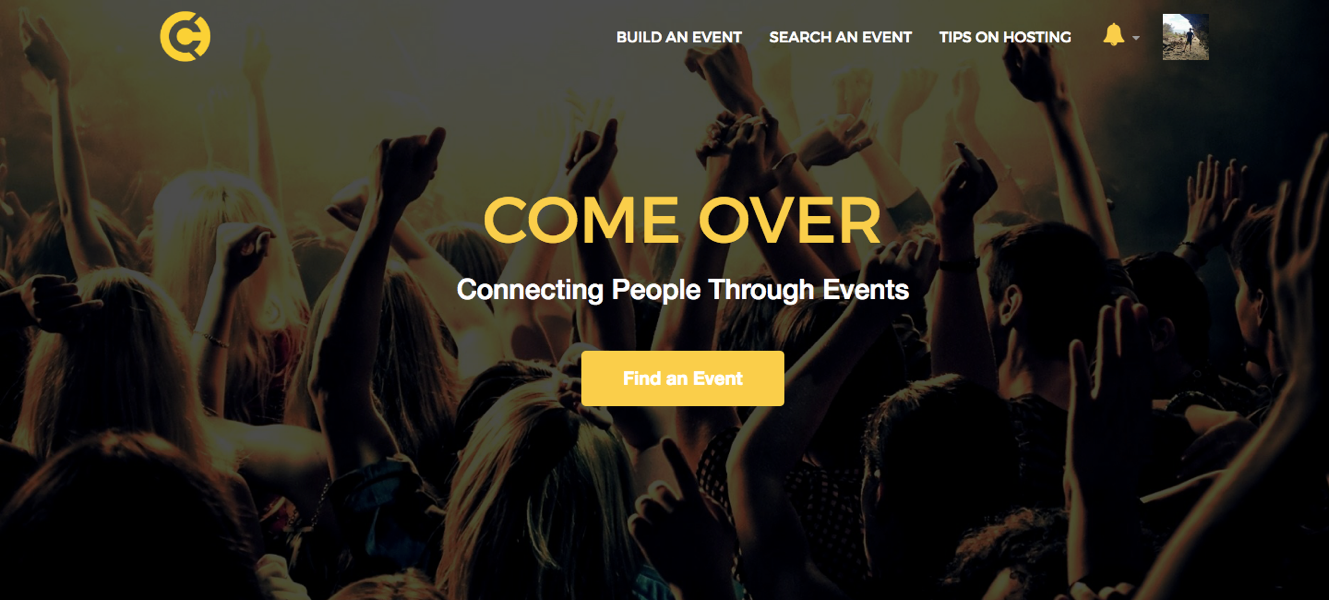 BUILD AN EVENT
SEARCH AN EVENT
TIPS ON HOSTING
COME OVER
Connecting People Through Events
Find an Event